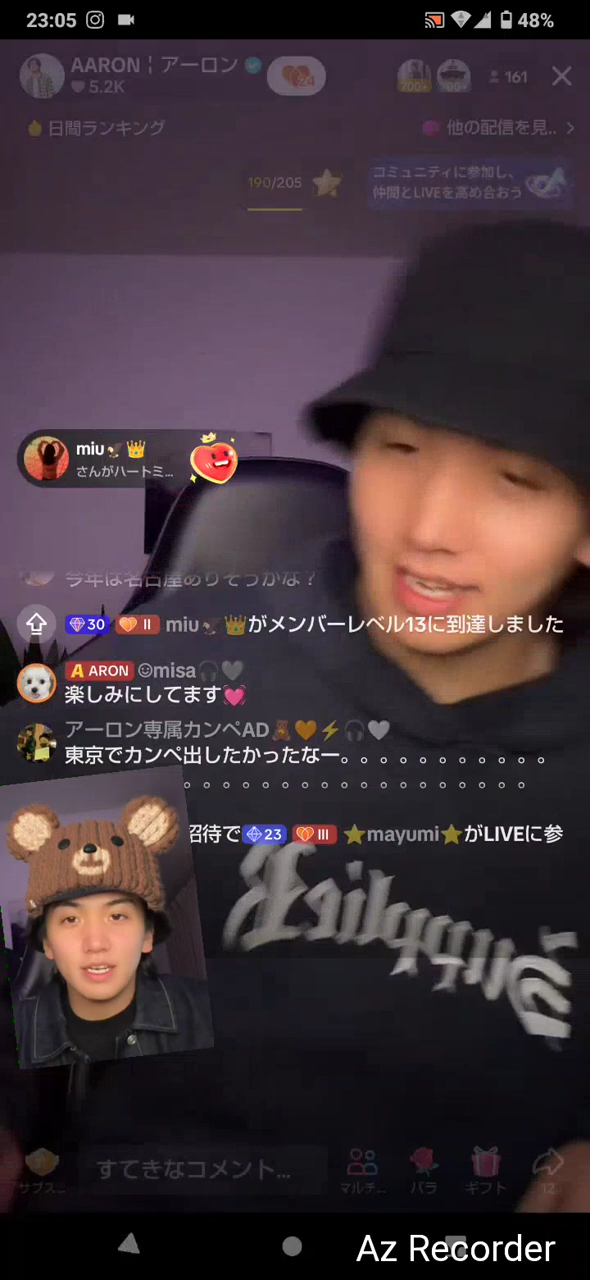 23:05 48%
AARON ¦ アーロン
5.2K
24
200+ 700+ 161
日間ランキング
他の配信を見..
190/205
コミュニティに参加し、
仲間とLIVEを高め合おう
miu🦅👑
さんがハートミ...
今年は名古屋ありそうかな？
30 II miu🦅👑がメンバーレベル13に到達しました
A ARON ☺misa🎧🩶
楽しみにしてます💓
アーロン専属カンペAD🧸🧡⚡🎧🩶
東京でカンペ出したかったなー。。。。。。。。。。。
。。。。。。。。。。。。。。。。。。
招待で 23 III ⭐mayumi⭐がLIVEに参
サブス...
すてきなコメント...
マルチ...
バラ
ギフト
12
Az Recorder